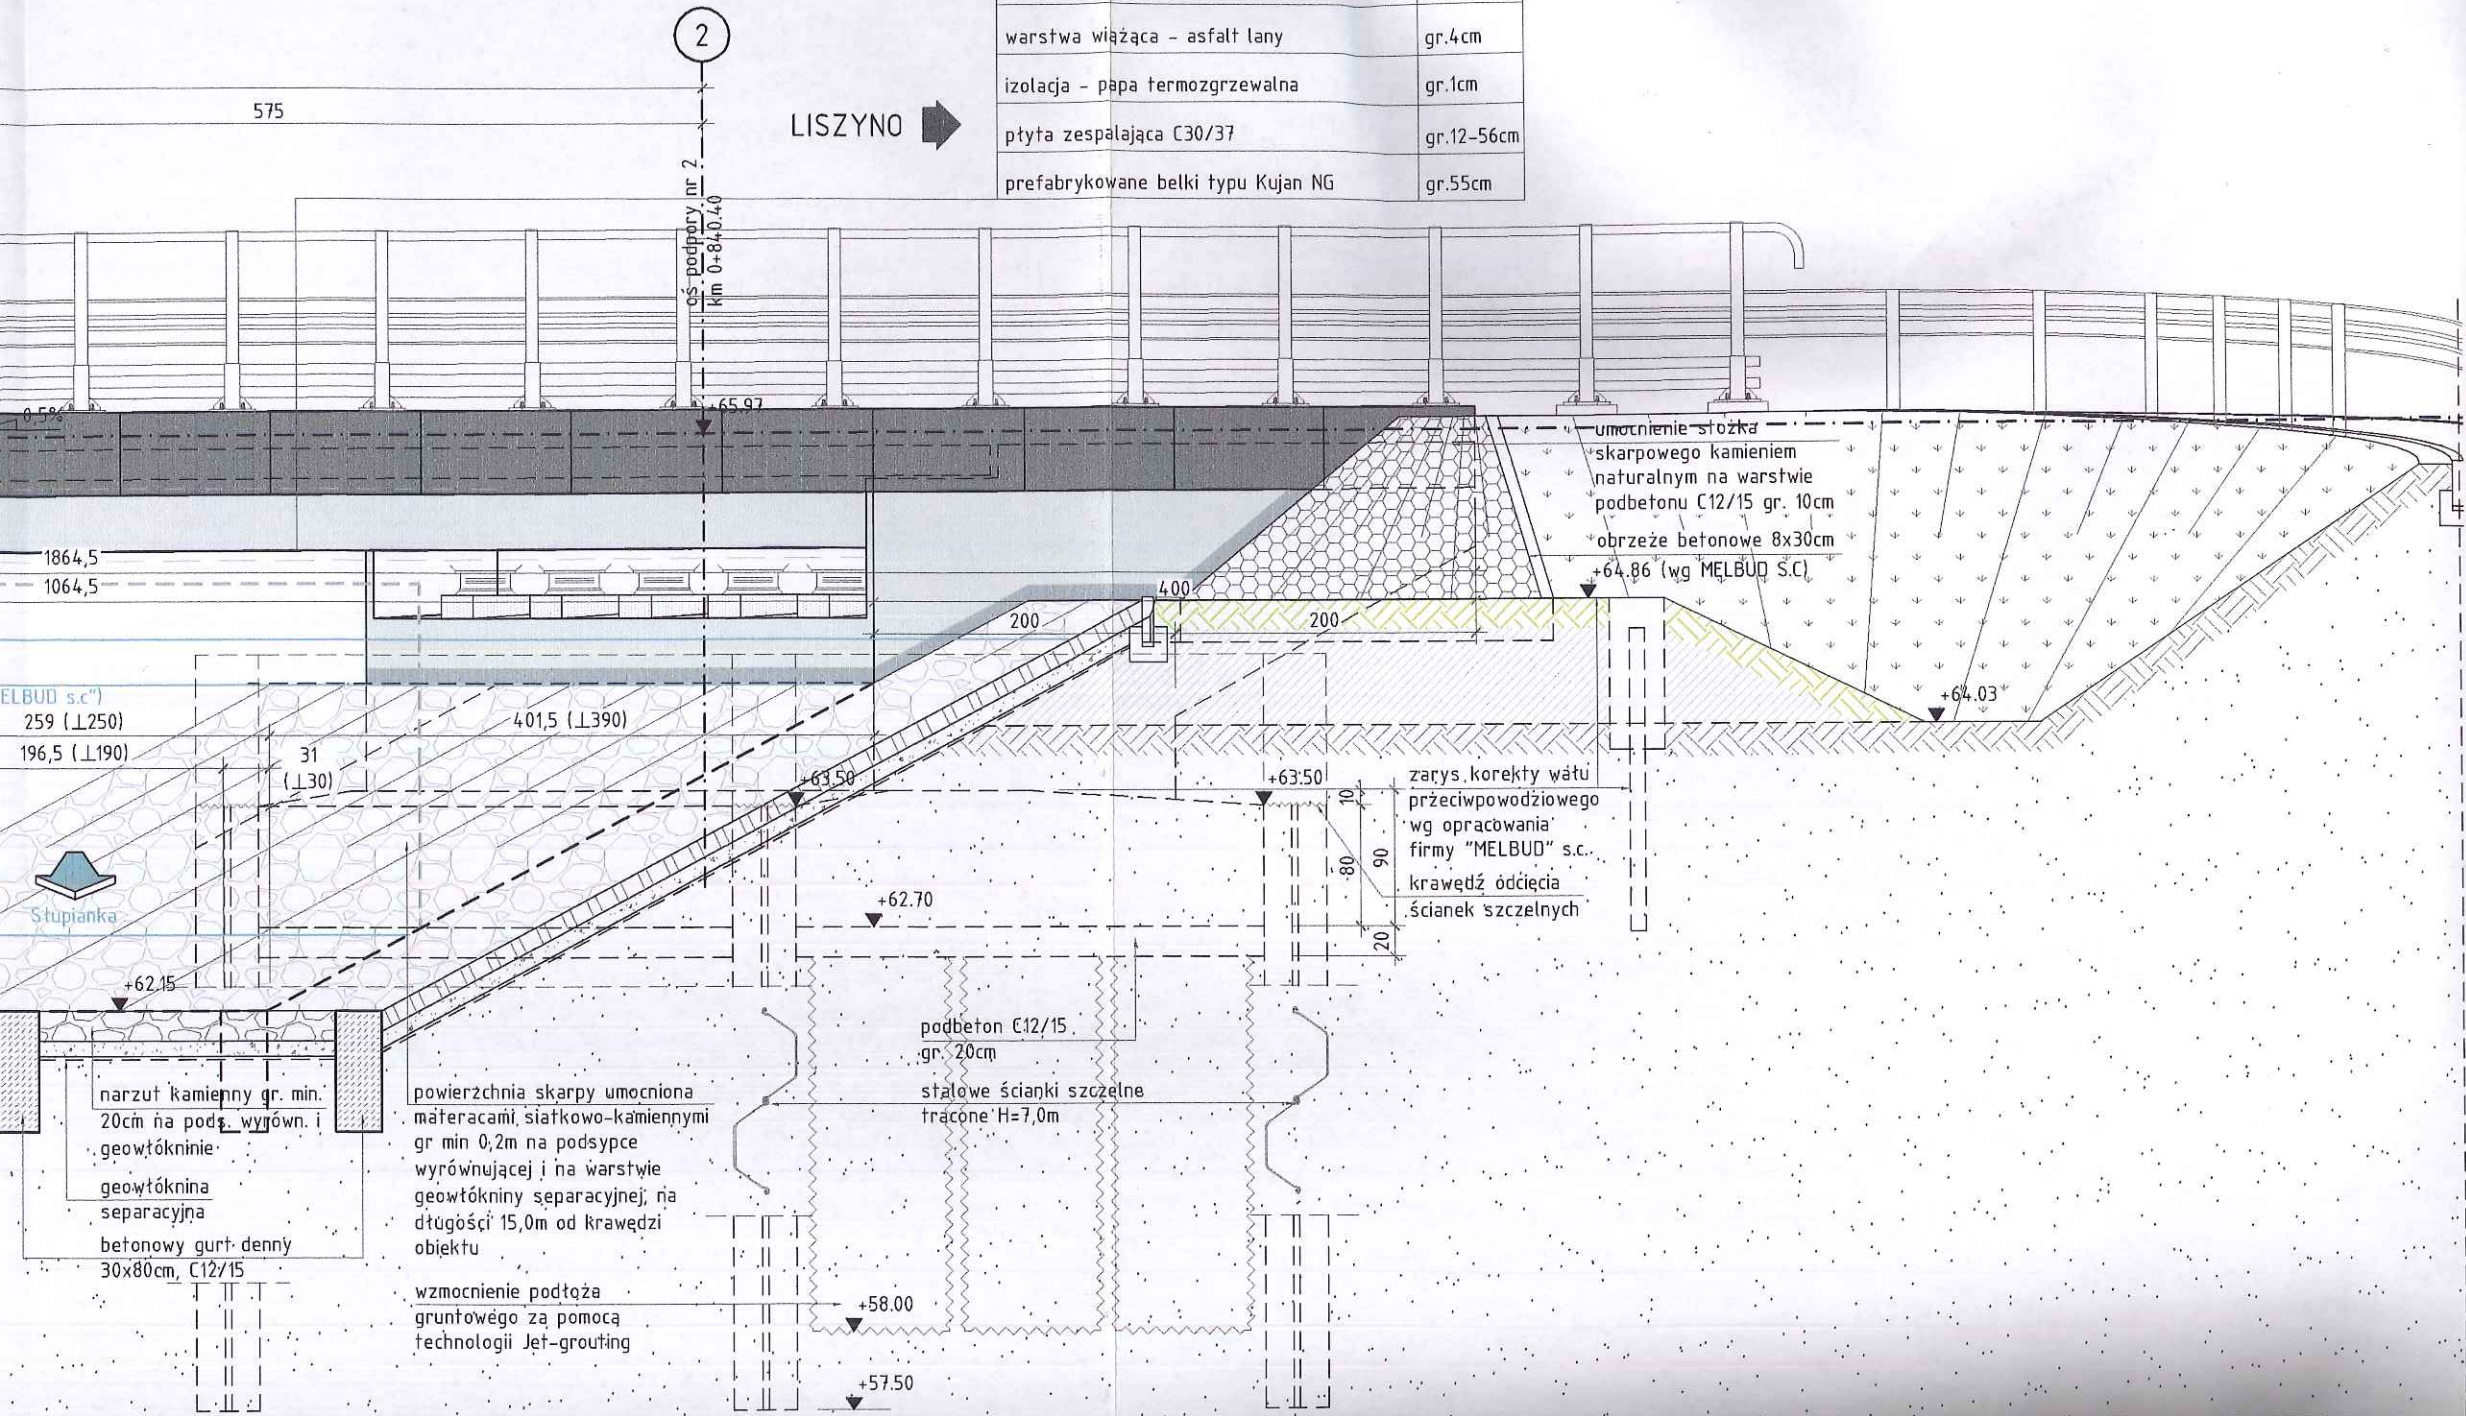 2
warstwa wiążąca - asfalt lany gr.4cm
izolacja - papa termozgrzewalna gr.1cm
płyta zespalająca C30/37 gr.12-56cm
prefabrykowane belki typu Kujan NG gr.55cm
575
LISZYNO
oś podpory nr 2
km 0+840.40
0,5%
+65.97
umocnienie stożka
skarpowego kamieniem
naturalnym na warstwie
podbetonu C12/15 gr. 10cm
obrzeże betonowe 8x30cm
+64.86 (wg MELBUD S.C)
1864,5
1064,5
400
200
200
ELBUD s.c")
259 (⊥250)
196,5 (⊥190)
31
(⊥30)
401,5 (⊥390)
+64.03
+63.50
+63.50
10
80
90
20
zarys korekty wału
przeciwpowodziowego
wg opracowania
firmy "MELBUD" s.c.
krawędź odcięcia
ścianek szczelnych
Słupianka
+62.70
+62.15
podbeton C12/15
gr. 20cm
stalowe ścianki szczelne
tracone H=7,0m
narzut kamienny gr. min.
20cm na pods. wyrówn. i
geowłókninie
geowłóknina
separacyjna
betonowy gurt denny
30x80cm, C12/15
powierzchnia skarpy umocniona
materacami siatkowo-kamiennymi
gr min 0,2m na podsypce
wyrównującej i na warstwie
geowłókniny separacyjnej, na
długości 15,0m od krawędzi
obiektu
wzmocnienie podłoża
gruntowego za pomocą
technologii Jet-grouting
+58.00
+57.50